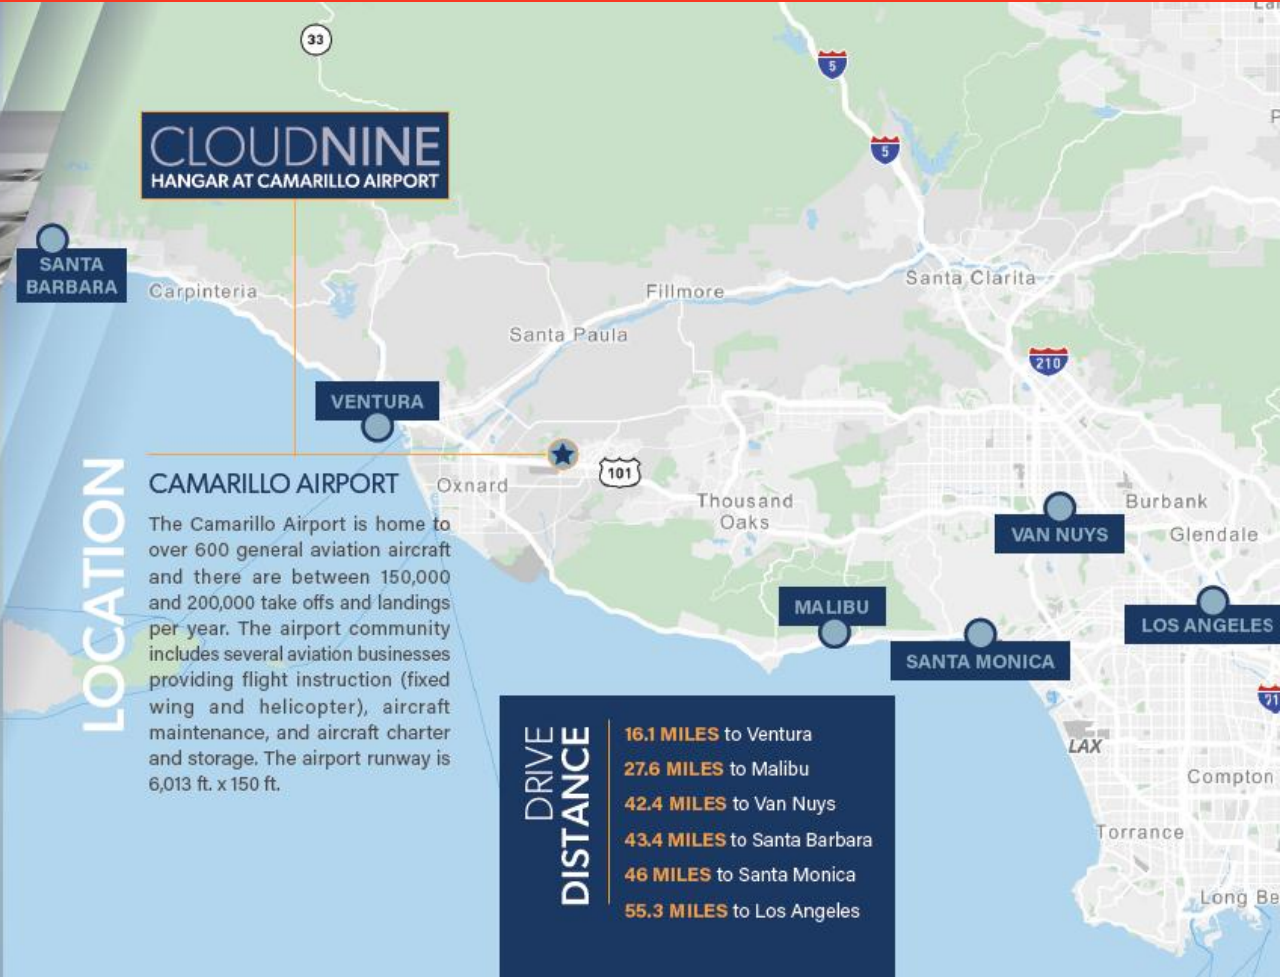 33
5
5
CLOUDNINE
HANGAR AT CAMARILLO AIRPORT
SANTA
BARBARA
Carpinteria
Fillmore
Santa Clarita
Santa Paula
210
VENTURA
101
Oxnard
Thousand
Oaks
VAN NUYS
Burbank
Glendale
MALIBU
SANTA MONICA
LOS ANGELES
71
LAX
Compton
Torrance
Long Be
LOCATION
CAMARILLO AIRPORT
The Camarillo Airport is home to
over 600 general aviation aircraft
and there are between 150,000
and 200,000 take offs and landings
per year. The airport community
includes several aviation businesses
providing flight instruction (fixed
wing and helicopter), aircraft
maintenance, and aircraft charter
and storage. The airport runway is
6,013 ft. x 150 ft.
DRIVE
DISTANCE
16.1 MILES to Ventura
27.6 MILES to Malibu
42.4 MILES to Van Nuys
43.4 MILES to Santa Barbara
46 MILES to Santa Monica
55.3 MILES to Los Angeles